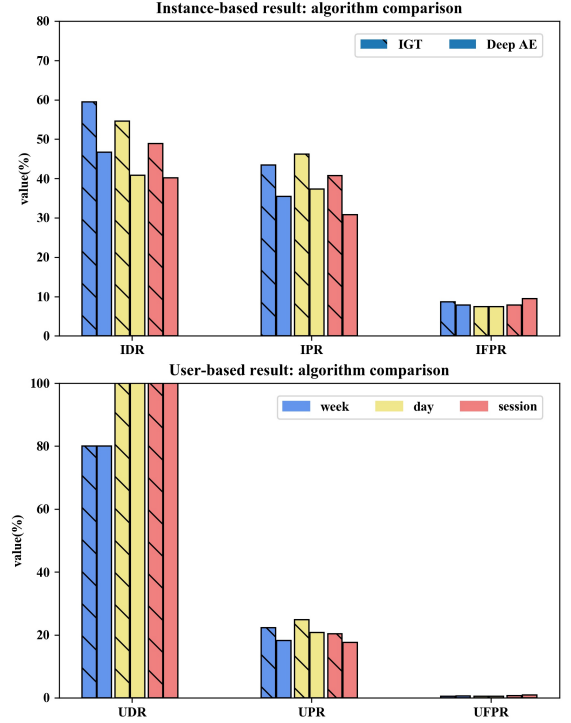 Instance-based result: algorithm comparison
80
70
60
50
40
30
20
10
0
value(%)
IGT
Deep AE
IDR
IPR
IFPR
User-based result: algorithm comparison
100
80
60
40
20
0
value(%)
week
day
session
UDR
UPR
UFPR